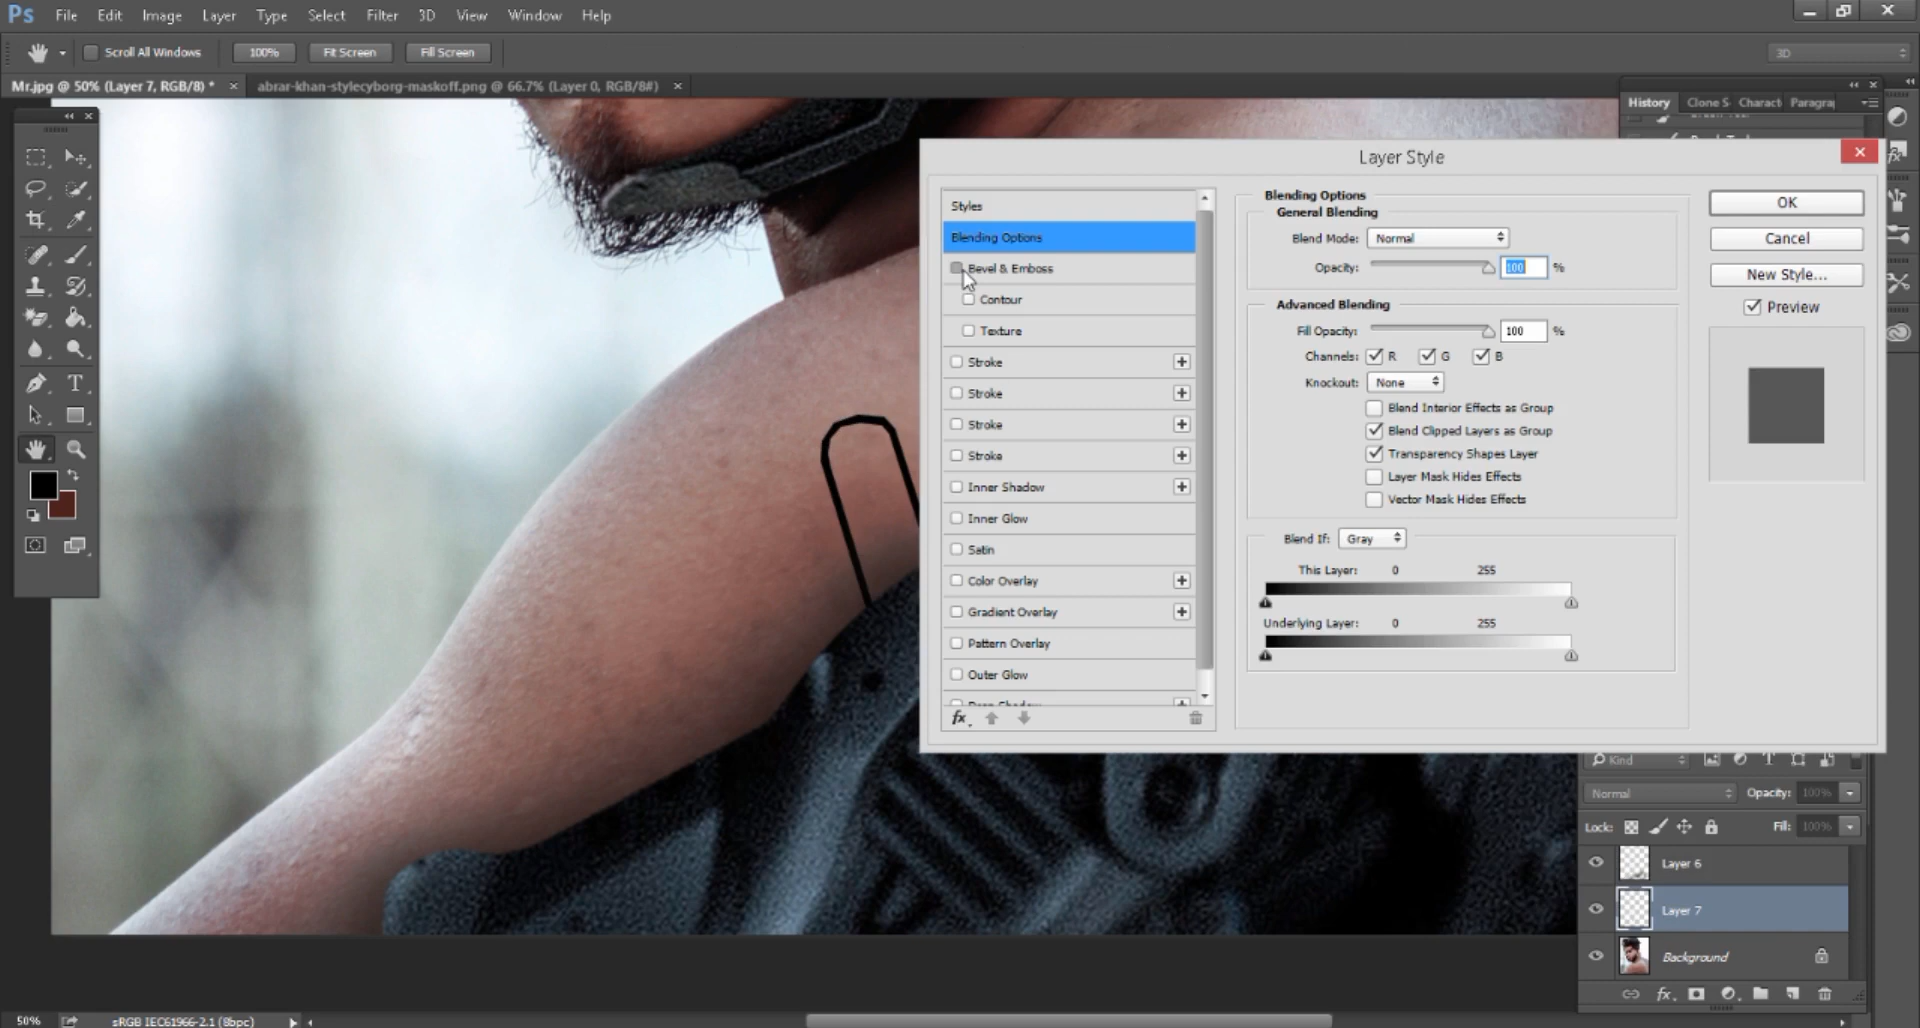 Ps File Edit Image Layer Type Select Filter 3D View Window Help
Scroll All Windows 100% Fit Screen Fill Screen 3D
Mr.jpg @ 50% (Layer 7, RGB/8) * × abrar-khan-stylecyborg-maskoff.png @ 66.7% (Layer 0, RGB/8#) ×
History Clone S Charact Paragra
Layer Style
Styles
Blending Options
Bevel & Emboss
Contour
Texture
Stroke
Stroke
Stroke
Stroke
Inner Shadow
Inner Glow
Satin
Color Overlay
Gradient Overlay
Pattern Overlay
Outer Glow
fx
Blending Options
General Blending
Blend Mode: Normal
Opacity: 100 %
Advanced Blending
Fill Opacity: 100 %
Channels: R G B
Knockout: None
Blend Interior Effects as Group
Blend Clipped Layers as Group
Transparency Shapes Layer
Layer Mask Hides Effects
Vector Mask Hides Effects
Blend If: Gray
This Layer: 0 255
Underlying Layer: 0 255
OK
Cancel
New Style...
Preview
Kind
Normal Opacity: 100%
Lock: Fill: 100%
Layer 6
Layer 7
Background
fx
50% sRGB IEC61966-2.1 (8bpc)